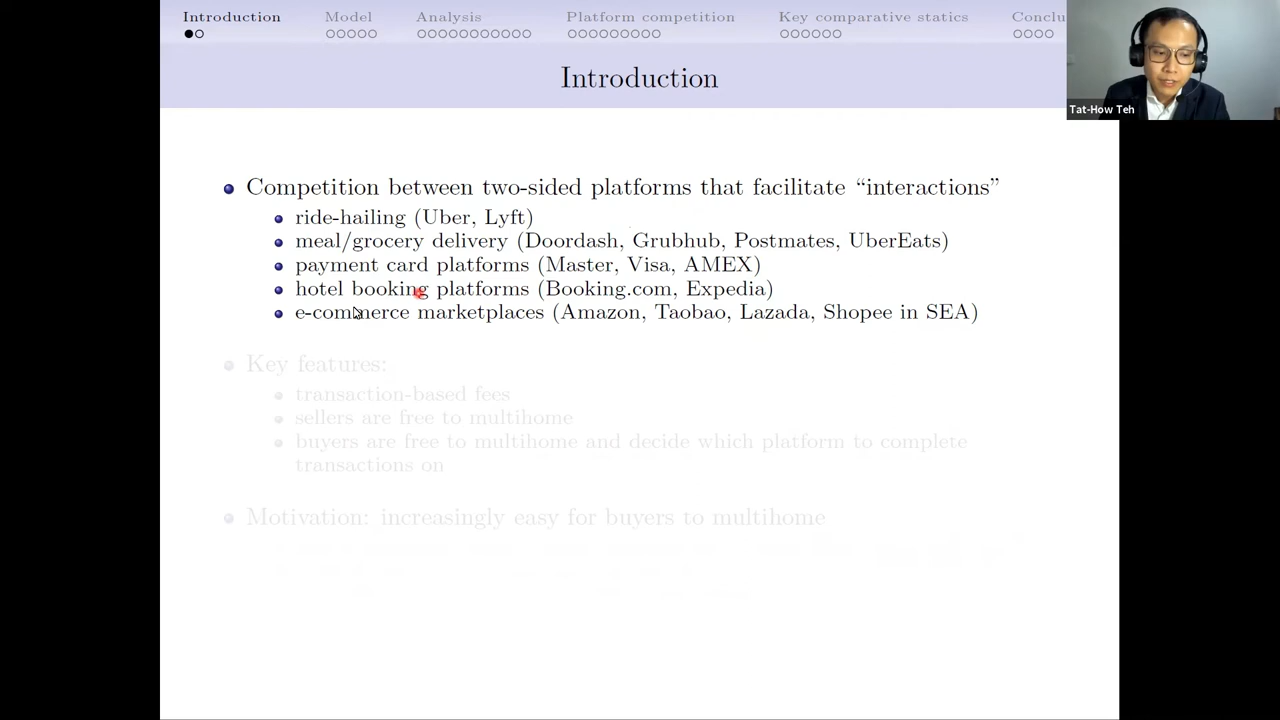 Introduction Model Analysis Platform competition Key comparative statics Conclu
Tat-How Teh
Introduction
Competition between two-sided platforms that facilitate “interactions”
ride-hailing (Uber, Lyft)
meal/grocery delivery (Doordash, Grubhub, Postmates, UberEats)
payment card platforms (Master, Visa, AMEX)
hotel booking platforms (Booking.com, Expedia)
e-commerce marketplaces (Amazon, Taobao, Lazada, Shopee in SEA)
Key features:
transaction-based fees
sellers are free to multihome
buyers are free to multihome and decide which platform to complete
transactions on
Motivation: increasingly easy for buyers to multihome